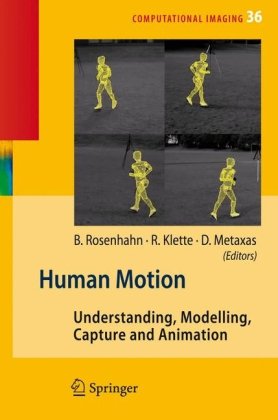 COMPUTATIONAL IMAGING 36
B. Rosenhahn · R. Klette · D. Metaxas
(Editors)
Human Motion
Understanding, Modelling,
Capture and Animation
Springer